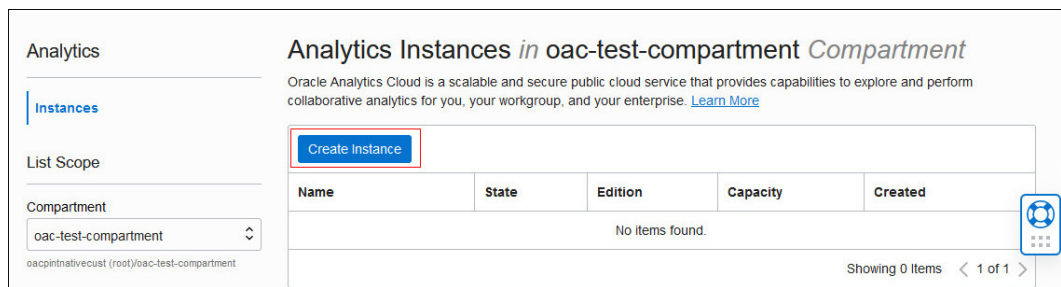 Analytics
Instances
List Scope
Compartment
oac-test-compartment
oacpintnativecust (root)/oac-test-compartment
Analytics Instances in oac-test-compartment Compartment
Oracle Analytics Cloud is a scalable and secure public cloud service that provides capabilities to explore and perform
collaborative analytics for you, your workgroup, and your enterprise. Learn More
Create Instance
Name State Edition Capacity Created
No items found.
Showing 0 Items < 1 of 1 >